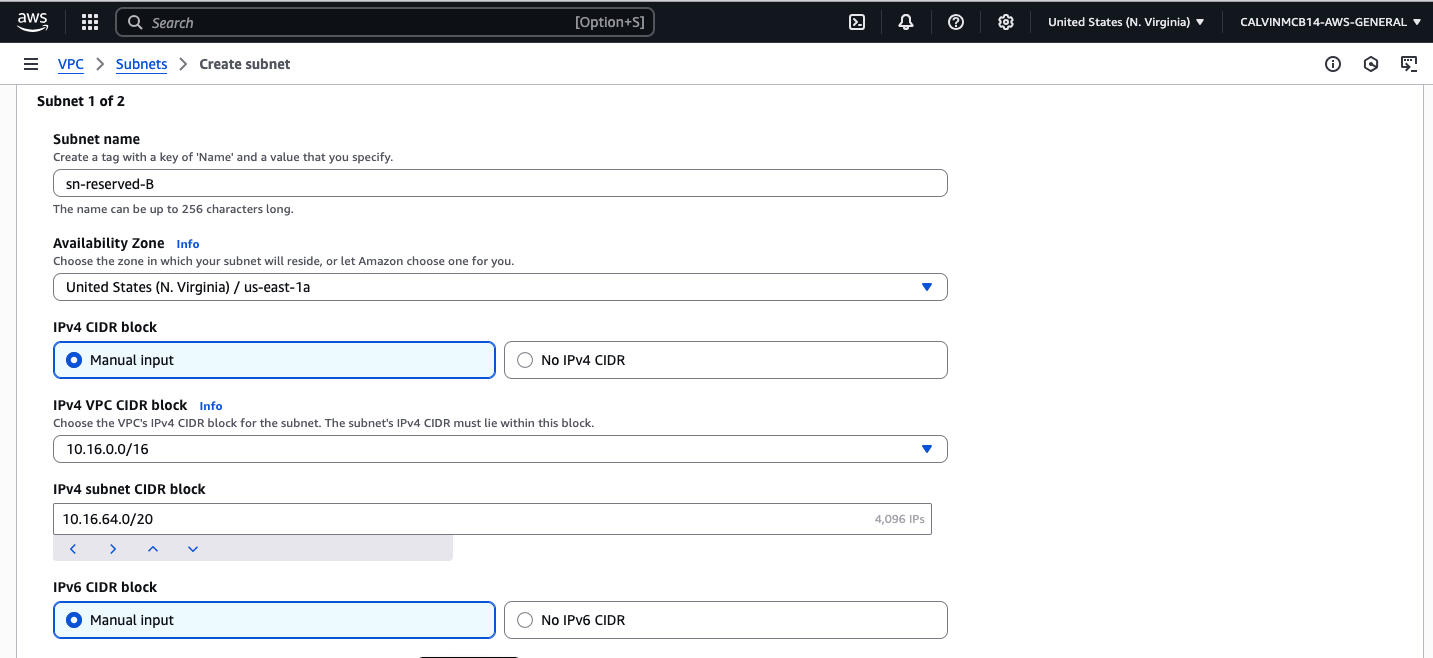 aws
Search [Option+S] United States (N. Virginia) CALVINMCB14-AWS-GENERAL
VPC Subnets Create subnet
Subnet 1 of 2
Subnet name
Create a tag with a key of 'Name' and a value that you specify.
sn-reserved-B
The name can be up to 256 characters long.
Availability Zone Info
Choose the zone in which your subnet will reside, or let Amazon choose one for you.
United States (N. Virginia) / us-east-1a
IPv4 CIDR block
Manual input No IPv4 CIDR
IPv4 VPC CIDR block Info
Choose the VPC's IPv4 CIDR block for the subnet. The subnet's IPv4 CIDR must lie within this block.
10.16.0.0/16
IPv4 subnet CIDR block
10.16.64.0/20 4,096 IPs
IPv6 CIDR block
Manual input No IPv6 CIDR